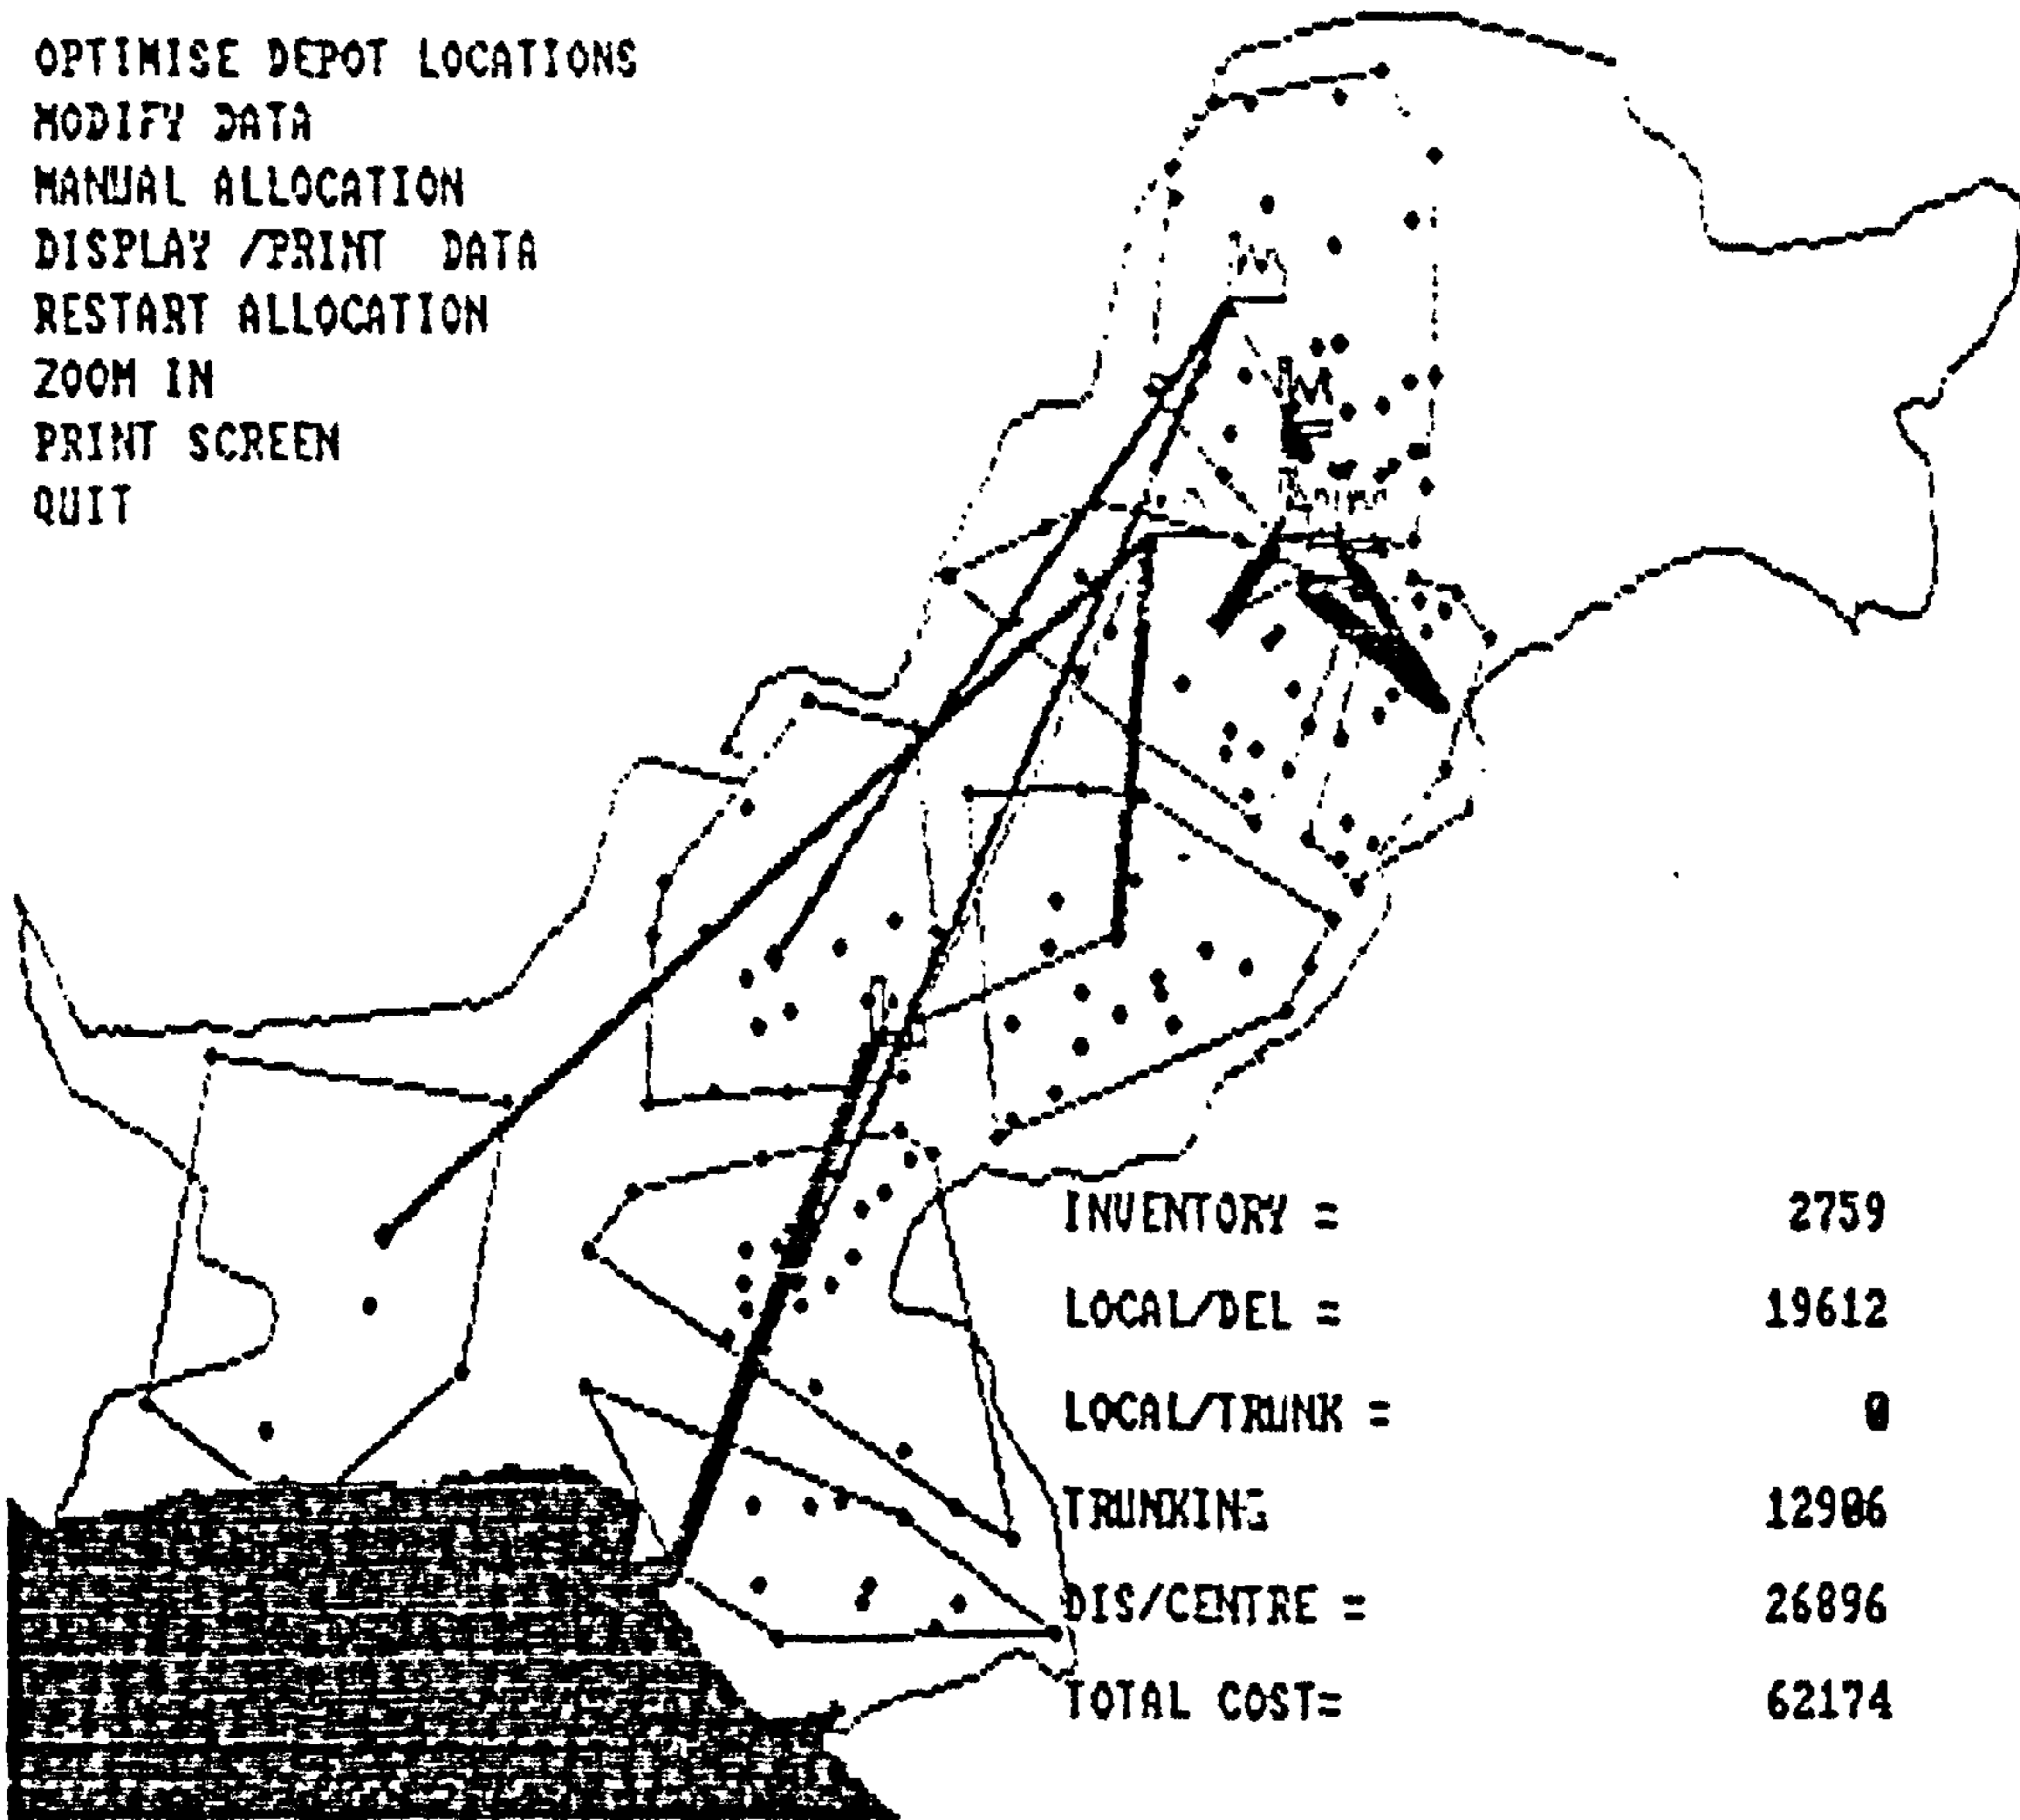 OPTIMISE DEPOT LOCATIONS
MODIFY DATA
MANUAL ALLOCATION
DISPLAY /PRINT DATA
RESTART ALLOCATION
ZOOM IN
PRINT SCREEN
QUIT
INVENTORY = 2759
LOCAL/DEL = 19612
LOCAL/TRUNK = 0
TRUNKING 12906
DIS/CENTRE = 26896
TOTAL COST= 62174